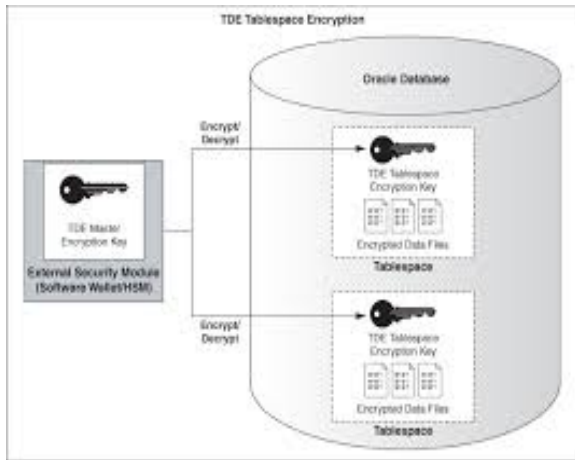 TDE Tablespace Encryption
Oracle Database
Encrypt/
Decrypt
TDE Tablespace
Encryption Key
Encrypted Data Files
Tablespace
TDE Master
Encryption Key
External Security Module
(Software Wallet/HSM)
Encrypt/
Decrypt
TDE Tablespace
Encryption Key
Encrypted Data Files
Tablespace